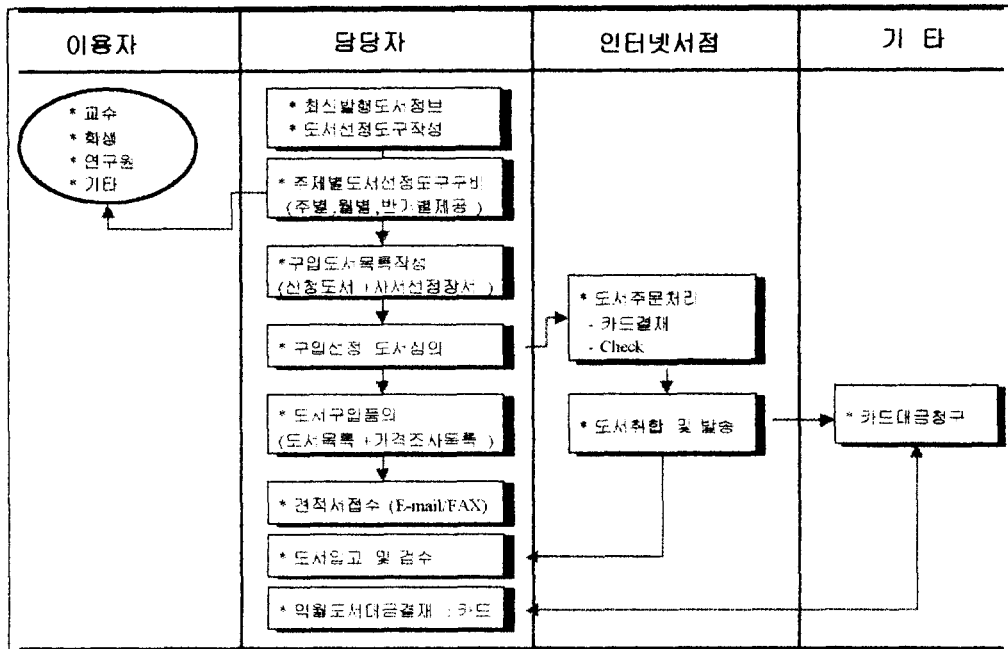 이용자
담당자
인터넷서점
기 타
* 교수
* 학생
* 연구원
* 기타
* 최신발행도서정보
* 도서선정도구작성
* 주제별도서선정도구구비
(주별,월별,반기별제공 )
*구입도서목록작성
(신청도서 +사서선정장서 )
* 구입선정 도서심의
* 도서구입품의
(도서목록 +가격조사목록 )
* 견적서접수 (E-mail/FAX)
* 도서입고 및 검수
* 익월도서대금결재 : 카드
* 도서주문처리
- 카드결재
- Check
* 도서취합 및 발송
* 카드대금청구